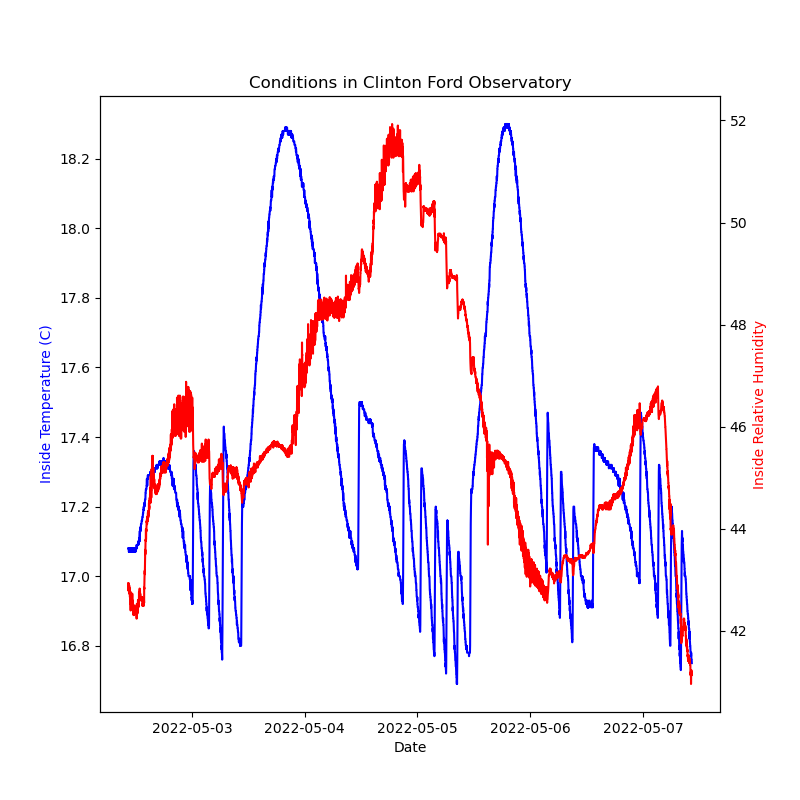 Conditions in Clinton Ford Observatory
Inside Temperature (C)
18.2
18.0
17.8
17.6
17.4
17.2
17.0
16.8
52
50
48
46
44
42
Inside Relative Humidity
2022-05-03 2022-05-04 2022-05-05 2022-05-06 2022-05-07
Date